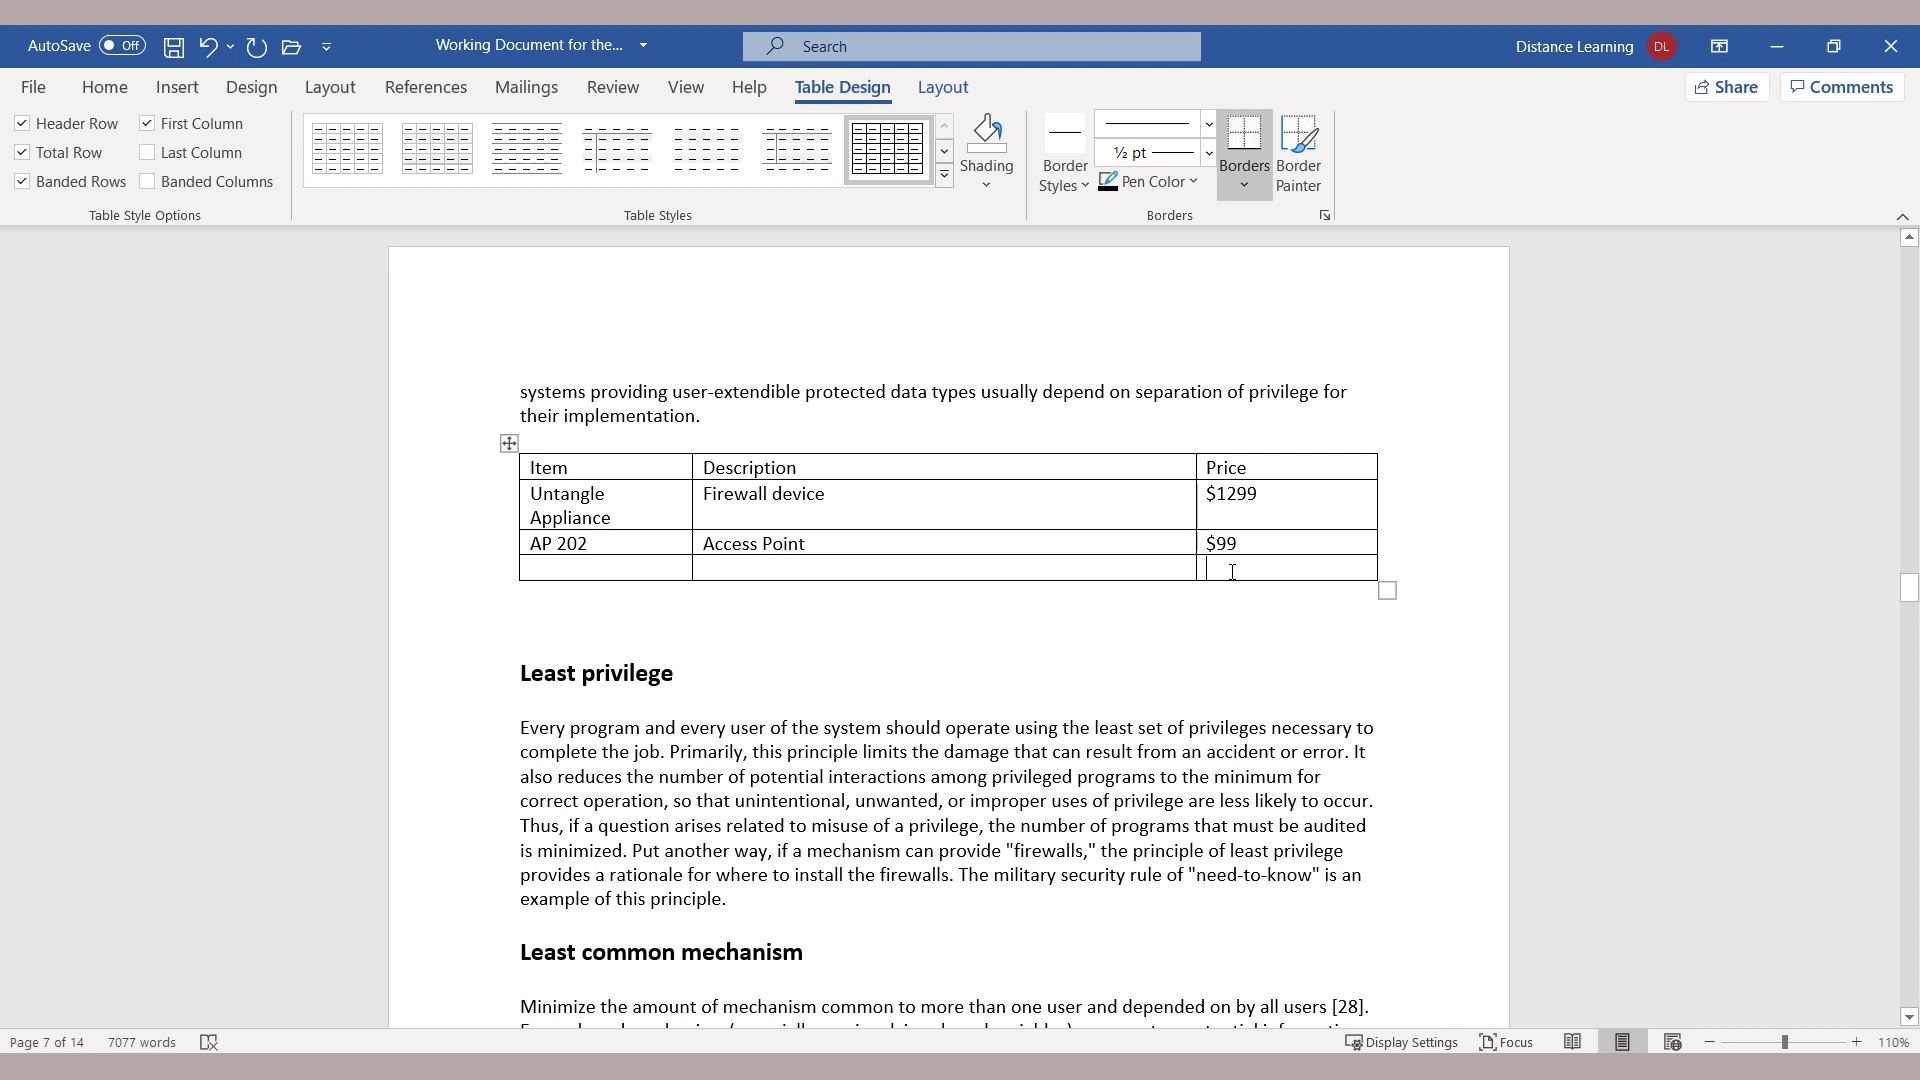 AutoSave Off Working Document for the... Search Distance Learning DL
File Home Insert Design Layout References Mailings Review View Help Table Design Layout Share Comments
Header Row First Column
Total Row Last Column
Banded Rows Banded Columns
Table Style Options
Table Styles
Shading
Border Styles
½ pt
Pen Color
Borders
Border Painter
Borders
systems providing user-extendible protected data types usually depend on separation of privilege for
their implementation.
Item Description Price
Untangle Firewall device $1299
Appliance
AP 202 Access Point $99
Least privilege
Every program and every user of the system should operate using the least set of privileges necessary to
complete the job. Primarily, this principle limits the damage that can result from an accident or error. It
also reduces the number of potential interactions among privileged programs to the minimum for
correct operation, so that unintentional, unwanted, or improper uses of privilege are less likely to occur.
Thus, if a question arises related to misuse of a privilege, the number of programs that must be audited
is minimized. Put another way, if a mechanism can provide "firewalls," the principle of least privilege
provides a rationale for where to install the firewalls. The military security rule of "need-to-know" is an
example of this principle.
Least common mechanism
Minimize the amount of mechanism common to more than one user and depended on by all users [28].
Page 7 of 14 7077 words Display Settings Focus 110%